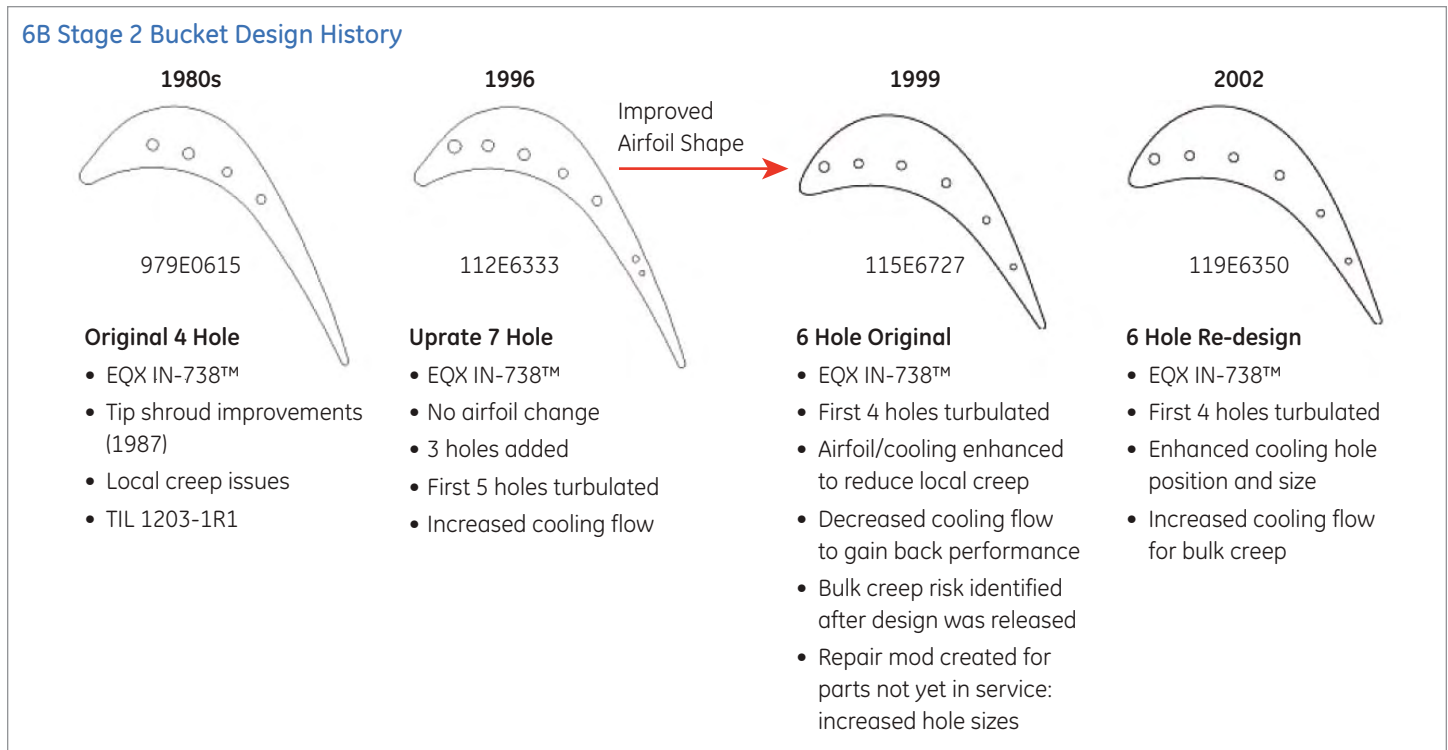 6B Stage 2 Bucket Design History
1980s
979E0615
Original 4 Hole
• EQX IN-738™
• Tip shroud improvements
(1987)
• Local creep issues
• TIL 1203-1R1
1996
112E6333
Uprate 7 Hole
• EQX IN-738™
• No airfoil change
• 3 holes added
• First 5 holes turbulated
• Increased cooling flow
Improved
Airfoil Shape
1999
115E6727
6 Hole Original
• EQX IN-738™
• First 4 holes turbulated
• Airfoil/cooling enhanced
to reduce local creep
• Decreased cooling flow
to gain back performance
• Bulk creep risk identified
after design was released
• Repair mod created for
parts not yet in service:
increased hole sizes
2002
119E6350
6 Hole Re-design
• EQX IN-738™
• First 4 holes turbulated
• Enhanced cooling hole
position and size
• Increased cooling flow
for bulk creep